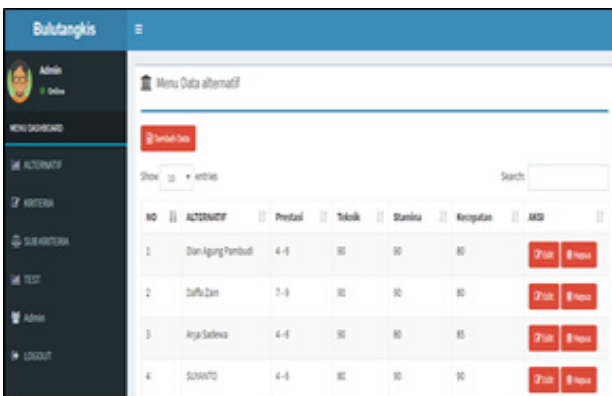 Bulutangkis
Admin
Online
MENU DASHBOARD
ALTERNATIF
KRITERIA
SUB KRITERIA
TEST
Admin
LOGOUT
Menu Data alternatif
Tambah Data
Show 10 entries
Search:
NO ALTERNATIF Prestasi Teknik Stamina Kecepatan AKSI
1 Dian Agung Pambudi 4-6 90 90 80 Edit Hapus
2 Daffa Zain 7-9 90 90 80 Edit Hapus
3 Arya Sadewa 4-6 90 80 85 Edit Hapus
4 SUYANTO 4-6 80 90 90 Edit Hapus